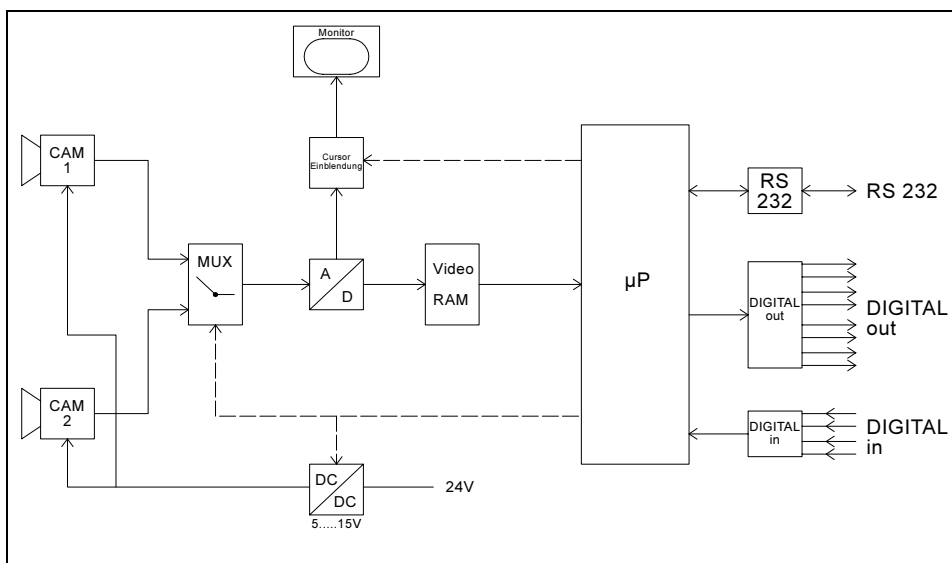 Monitor
CAM
1
Cursor
Einblendung
RS
232
RS 232
MUX
A
D
Video
RAM
µP
DIGITAL
out
DIGITAL
out
CAM
2
DIGITAL
in
DIGITAL
in
DC
DC
24V
5.....15V